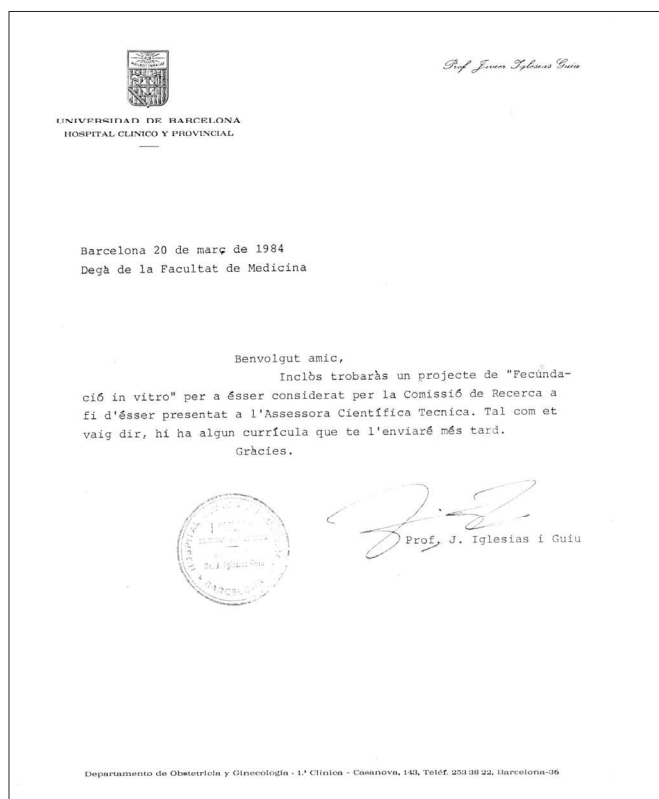 Prof Javier Iglesias Guiu
UNIVERSIDAD DE BARCELONA
HOSPITAL CLINICO Y PROVINCIAL
Barcelona 20 de març de 1984
Degà de la Facultat de Medicina
Benvolgut amic,
Inclòs trobaràs un projecte de "Fecúnda-
ció in vitro" per a ésser considerat per la Comissió de Recerca a
fi d'ésser presentat a l'Assessora Científica Tecnica. Tal com et
vaig dir, hi ha algun currícula que te l'enviaré més tard.
Gràcies.
HOSPITAL
BARCELONA
Prof. J. Iglesias i Guiu
Departamento de Obstetricia y Ginecología - 1.ª Clínica - Casanova, 143, Teléf. 253 38 22, Barcelona-36